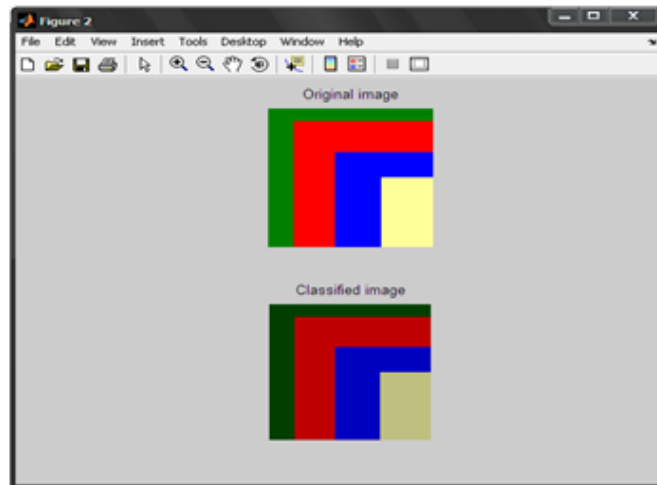 Figure 2
File Edit View Insert Tools Desktop Window Help
Original image
Classified image